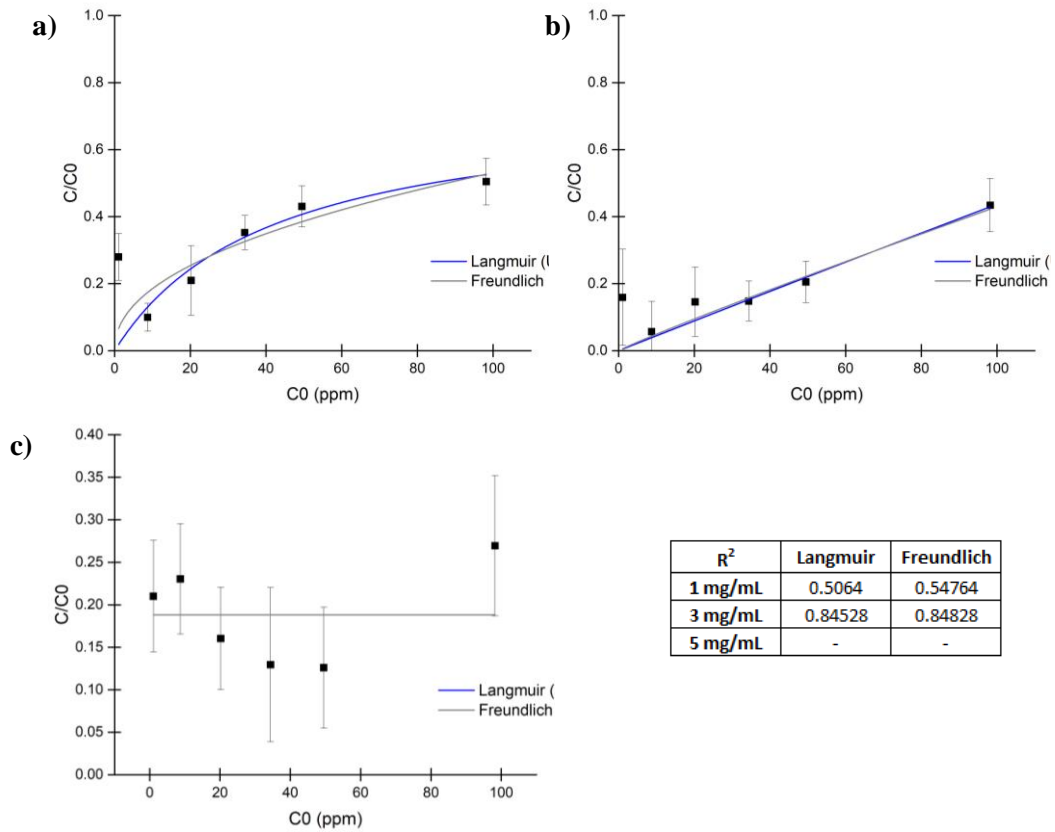 a)
1.0
0.8
0.6
0.4
0.2
0.0
C/C0
0 20 40 60 80 100
C0 (ppm)
Langmuir (
Freundlich
b)
1.0
0.8
0.6
0.4
0.2
0.0
C/C0
0 20 40 60 80 100
C0 (ppm)
Langmuir (
Freundlich
c)
0.40
0.35
0.30
0.25
0.20
0.15
0.10
0.05
0.00
C/C0
0 20 40 60 80 100
C0 (ppm)
Langmuir (
Freundlich
R² Langmuir Freundlich
1 mg/mL 0.5064 0.54764
3 mg/mL 0.84528 0.84828
5 mg/mL - -